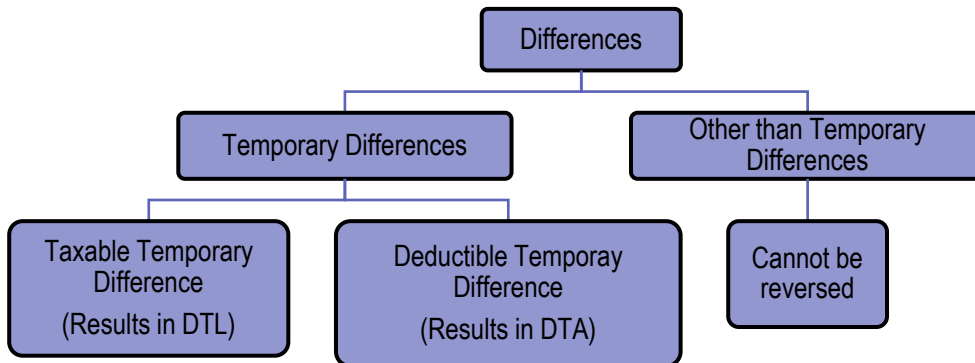 Differences
Temporary Differences
Other than Temporary
Differences
Taxable Temporary
Difference
(Results in DTL)
Deductible Temporay
Difference
(Results in DTA)
Cannot be
reversed